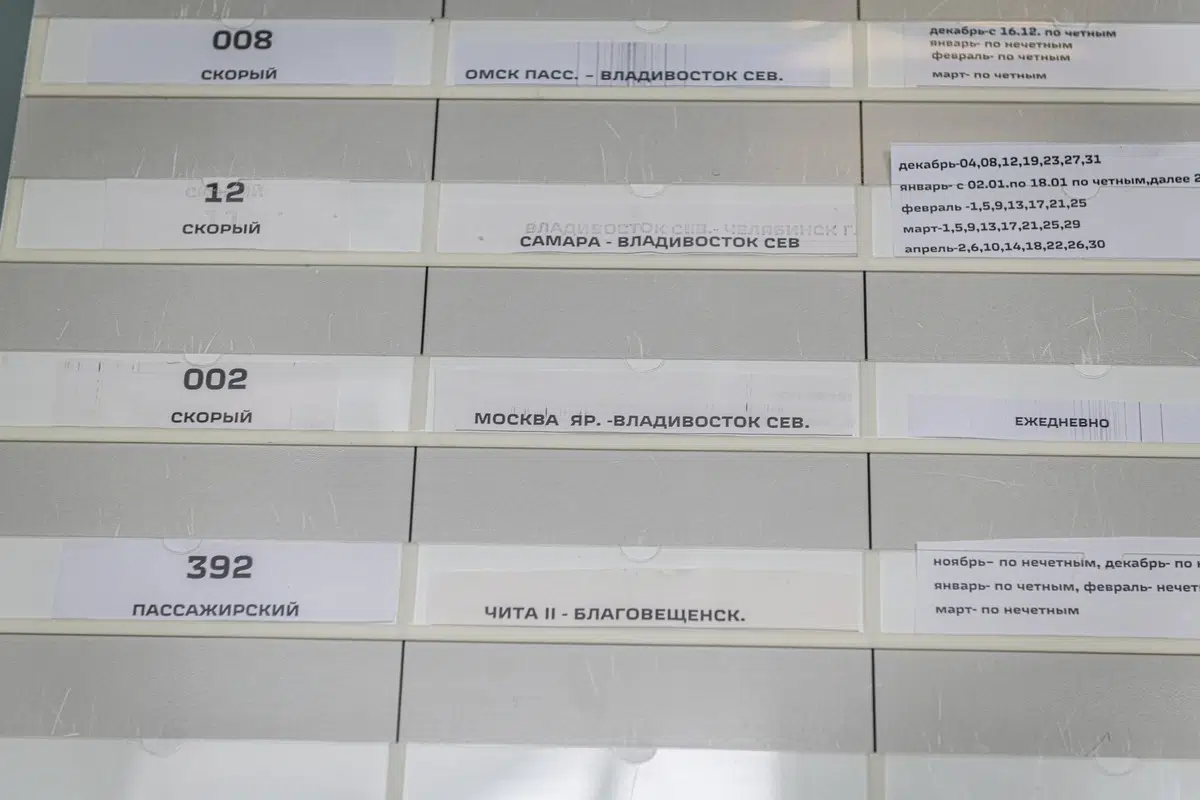 008
СКОРЫЙ
ОМСК ПАСС. – ВЛАДИВОСТОК СЕВ.
декабрь-с 16.12. по четным
январь- по нечетным
февраль- по четным
март- по четным
12
СКОРЫЙ
ВЛАДИВОСТОК СЕВ.- ЧЕЛЯБИНСК Г.
САМАРА - ВЛАДИВОСТОК СЕВ
декабрь-04,08,12,19,23,27,31
январь- с 02.01.по 18.01 по четным,далее 2
февраль -1,5,9,13,17,21,25
март-1,5,9,13,17,21,25,29
апрель-2,6,10,14,18,22,26,30
002
СКОРЫЙ
МОСКВА ЯР. -ВЛАДИВОСТОК СЕВ.
ЕЖЕДНЕВНО
392
ПАССАЖИРСКИЙ
ЧИТА II - БЛАГОВЕЩЕНСК.
ноябрь– по нечетным, декабрь- по
январь- по четным, февраль- нечет
март- по нечетным